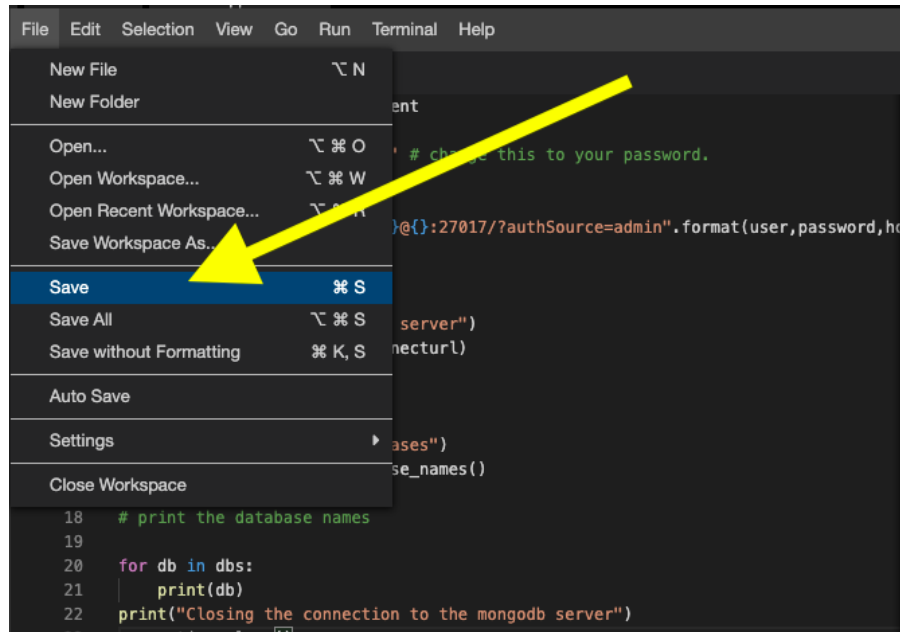 File Edit Selection View Go Run Terminal Help
New File ⌥ N
New Folder
ent
Open... ⌥ ⌘ O
' # change this to your password.
Open Workspace... ⌥ ⌘ W
Open Recent Workspace... ⌥ ⌘ R
}@{}:27017/?authSource=admin".format(user,password,ho
Save Workspace As...
Save ⌘ S
Save All ⌥ ⌘ S
server")
Save without Formatting ⌘ K, S
necturl)
Auto Save
Settings
ases")
se_names()
Close Workspace
18 # print the database names
19
20 for db in dbs:
21 print(db)
22 print("Closing the connection to the mongodb server")